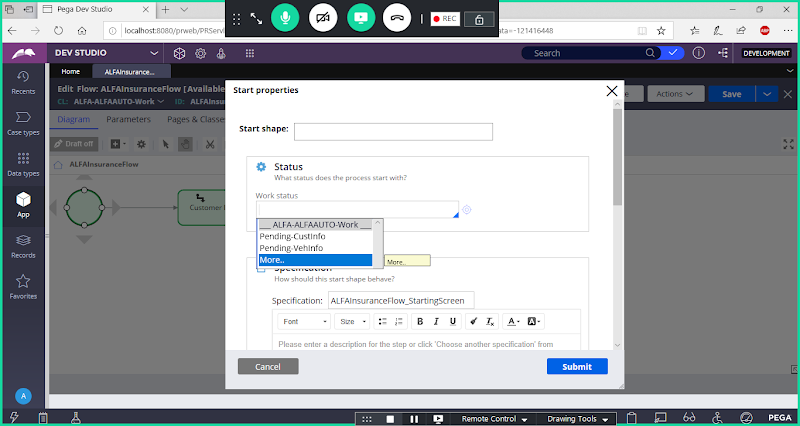 Pega Dev Studio
localhost:8080/prweb/PRServ
REC
ata=-121416448
ABP
DEV STUDIO
Search
DEVELOPMENT
Home
ALFAInsurance...
Recents
Case types
Data types
App
Records
Favorites
A
Edit Flow: ALFAInsuranceFlow [Available
CL: ALFA-ALFAAUTO-Work
ID: ALFAInsu
Actions
Save
Diagram
Parameters
Pages & Classe
Draft off
ALFAInsuranceFlow
Customer
Start properties
Start shape:
Status
What status does the process start with?
Work status
___ ALFA-ALFAAUTO-Work ___
Pending-CustInfo
Pending-VehInfo
More..
More..
Specification
How should this start shape behave?
Specification: ALFAInsuranceFlow_StartingScreen
Font
Size
B I U
A
A
Please enter a description for the step or click 'Choose another specification' from
Cancel
Submit
Remote Control
Drawing Tools
PEGA